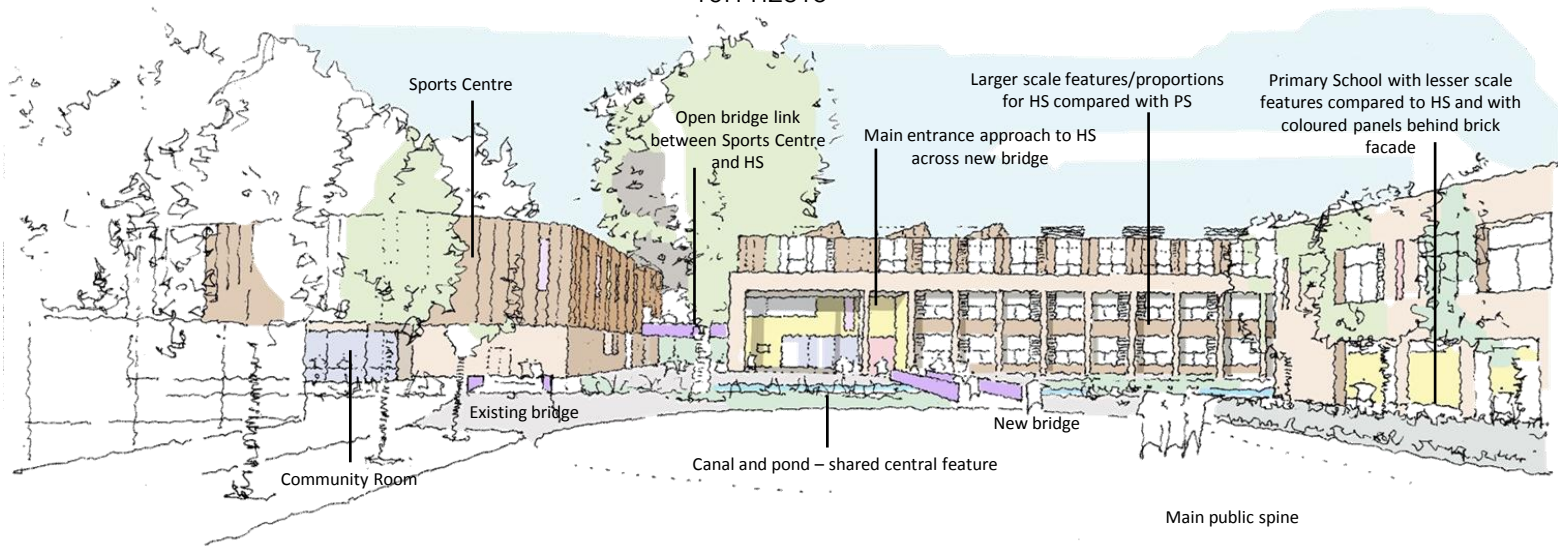 Sports Centre
Open bridge link
between Sports Centre
and HS
Main entrance approach to HS
across new bridge
Larger scale features/proportions
for HS compared with PS
Primary School with lesser scale
features compared to HS and with
coloured panels behind brick
facade
Existing bridge
Community Room
Canal and pond – shared central feature
New bridge
Main public spine